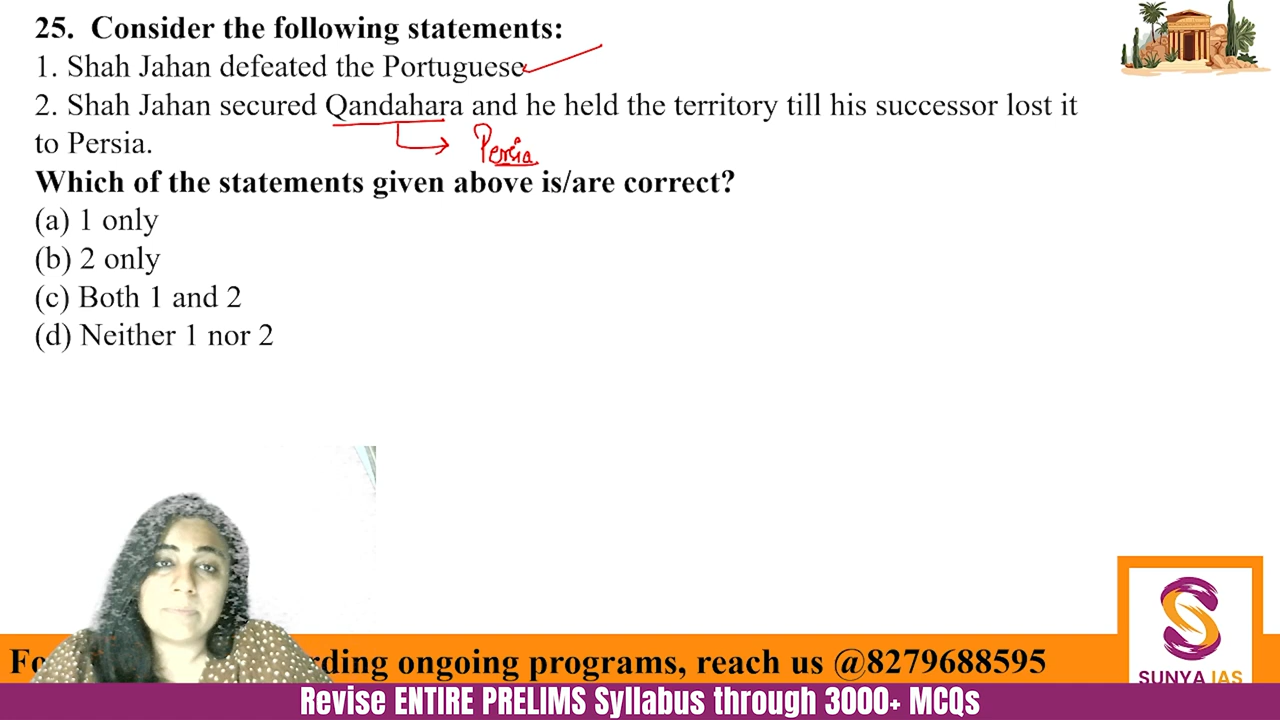 25. Consider the following statements:
1. Shah Jahan defeated the Portuguese
2. Shah Jahan secured Qandahara and he held the territory till his successor lost it
to Persia.
Persia
Which of the statements given above is/are correct?
(a) 1 only
(b) 2 only
(c) Both 1 and 2
(d) Neither 1 nor 2
ongoing programs, reach us @8279688595
SUNYA IAS
Revise ENTIRE PRELIMS Syllabus through 3000+ MCQs